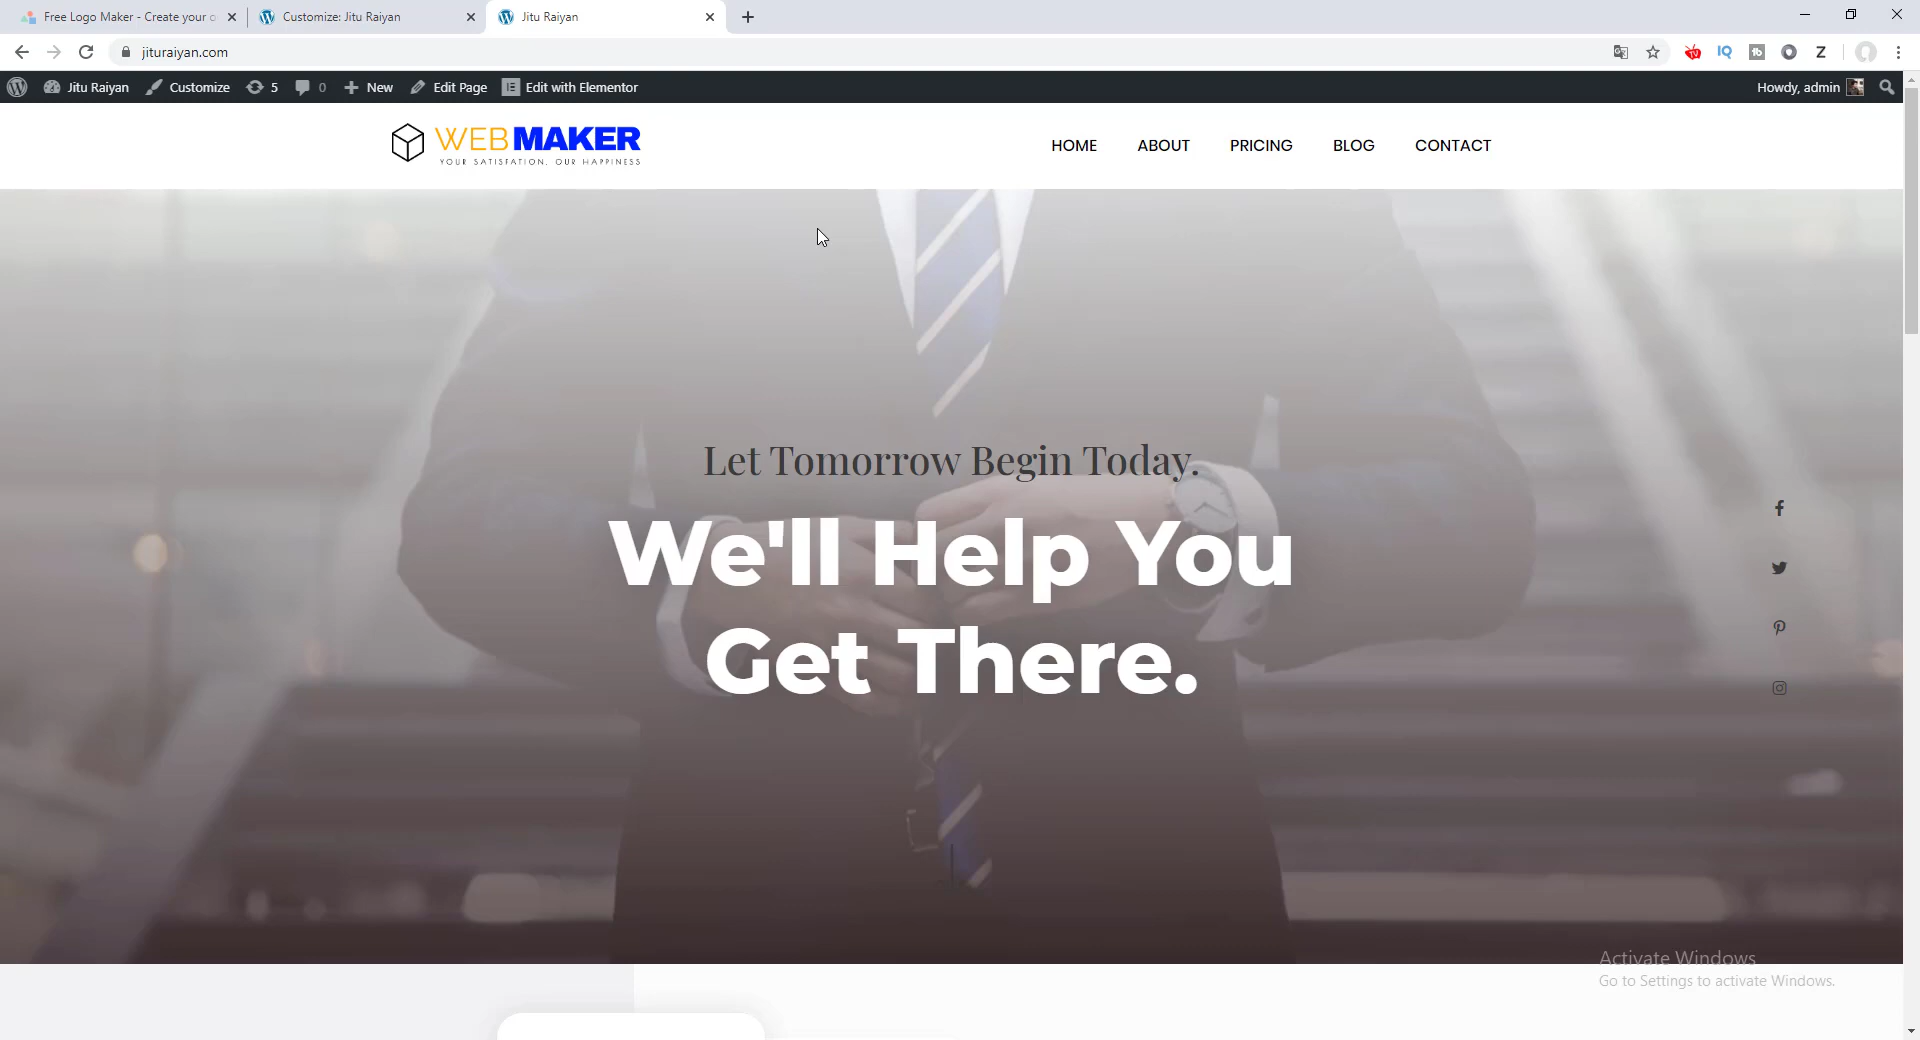 Free Logo Maker - Create your o
Customize: Jitu Raiyan
Jitu Raiyan
jituraiyan.com
Jitu Raiyan
Customize
5
0
New
Edit Page
Edit with Elementor
Howdy, admin
WEB MAKER
YOUR SATISFATION, OUR HAPPINESS
HOME
ABOUT
PRICING
BLOG
CONTACT
Let Tomorrow Begin Today.
We'll Help You
Get There.
Activate Windows
Go to Settings to activate Windows.